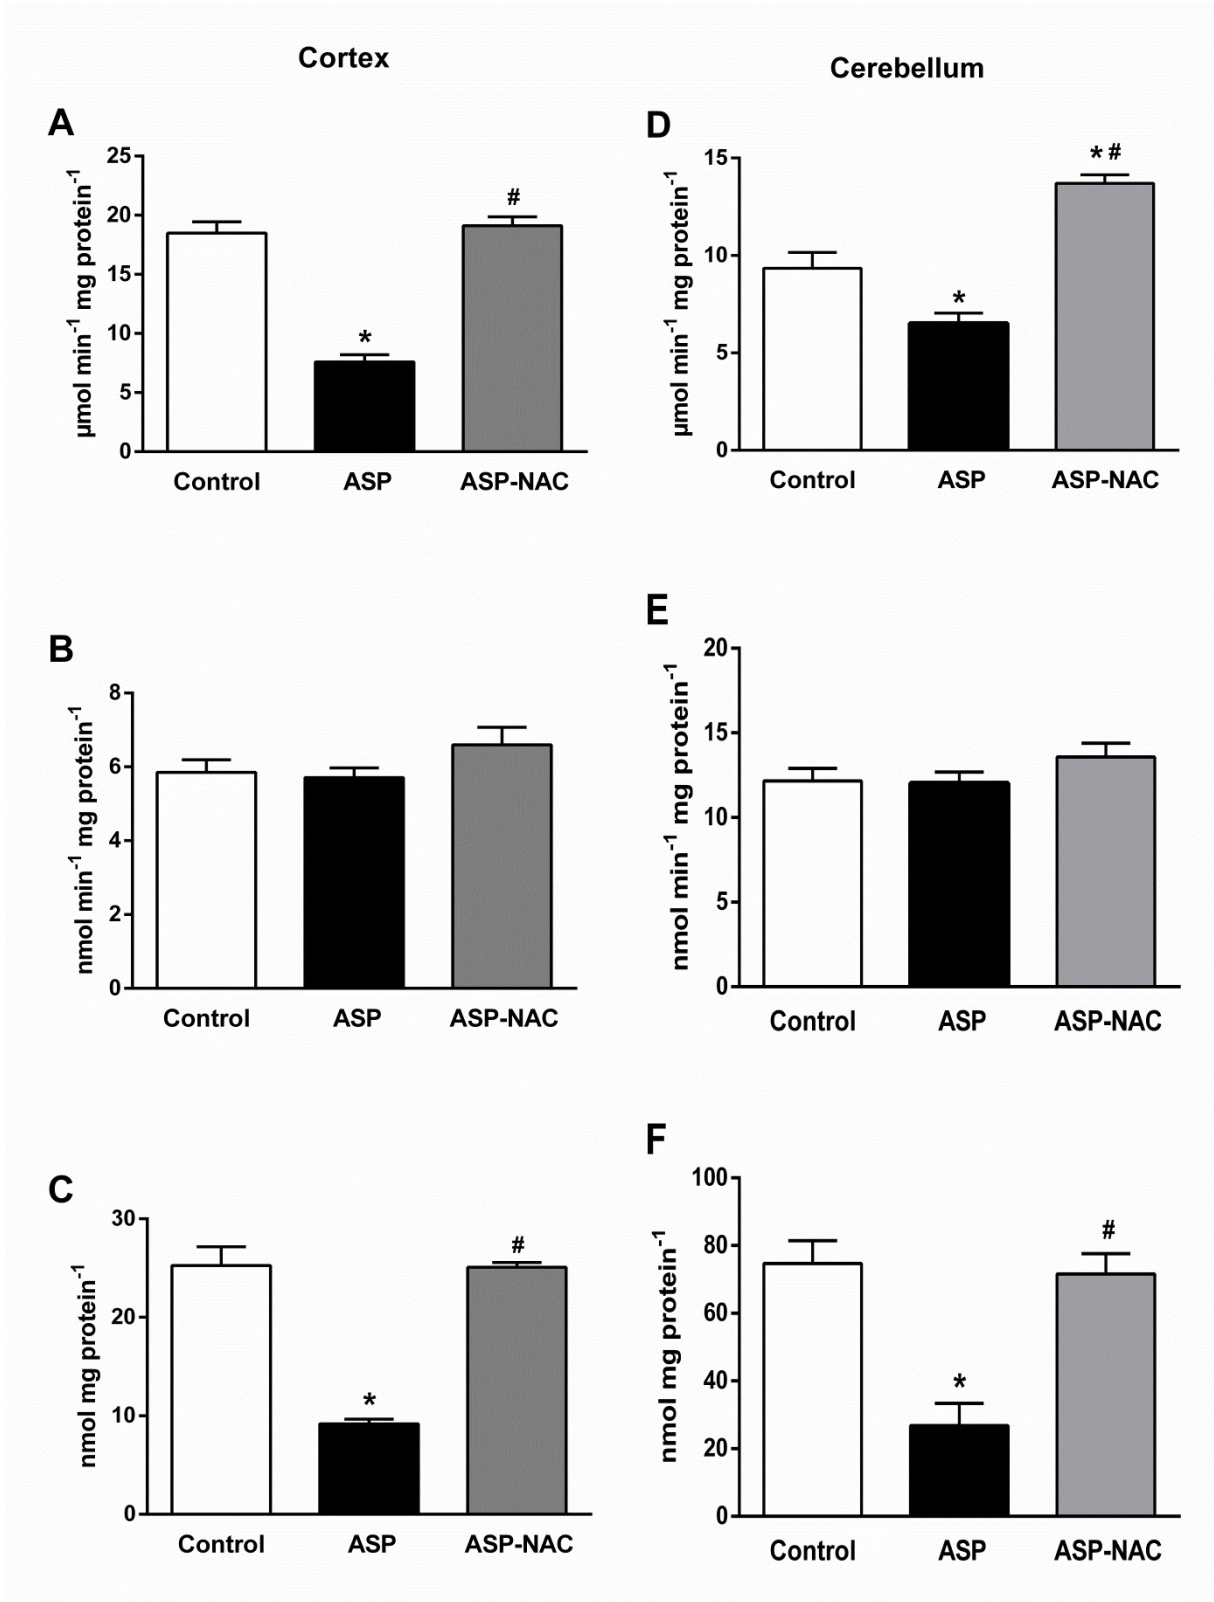 Cortex
Cerebellum
A
25
20
15
10
5
0
µmol min⁻¹ mg protein⁻¹
*
#
Control ASP ASP-NAC
D
15
10
5
0
µmol min⁻¹ mg protein⁻¹
*
* #
Control ASP ASP-NAC
B
8
6
4
2
0
nmol min⁻¹ mg protein⁻¹
Control ASP ASP-NAC
E
20
15
10
5
0
nmol min⁻¹ mg protein⁻¹
Control ASP ASP-NAC
C
30
20
10
0
nmol mg protein⁻¹
*
#
Control ASP ASP-NAC
F
100
80
60
40
20
0
nmol mg protein⁻¹
*
#
Control ASP ASP-NAC